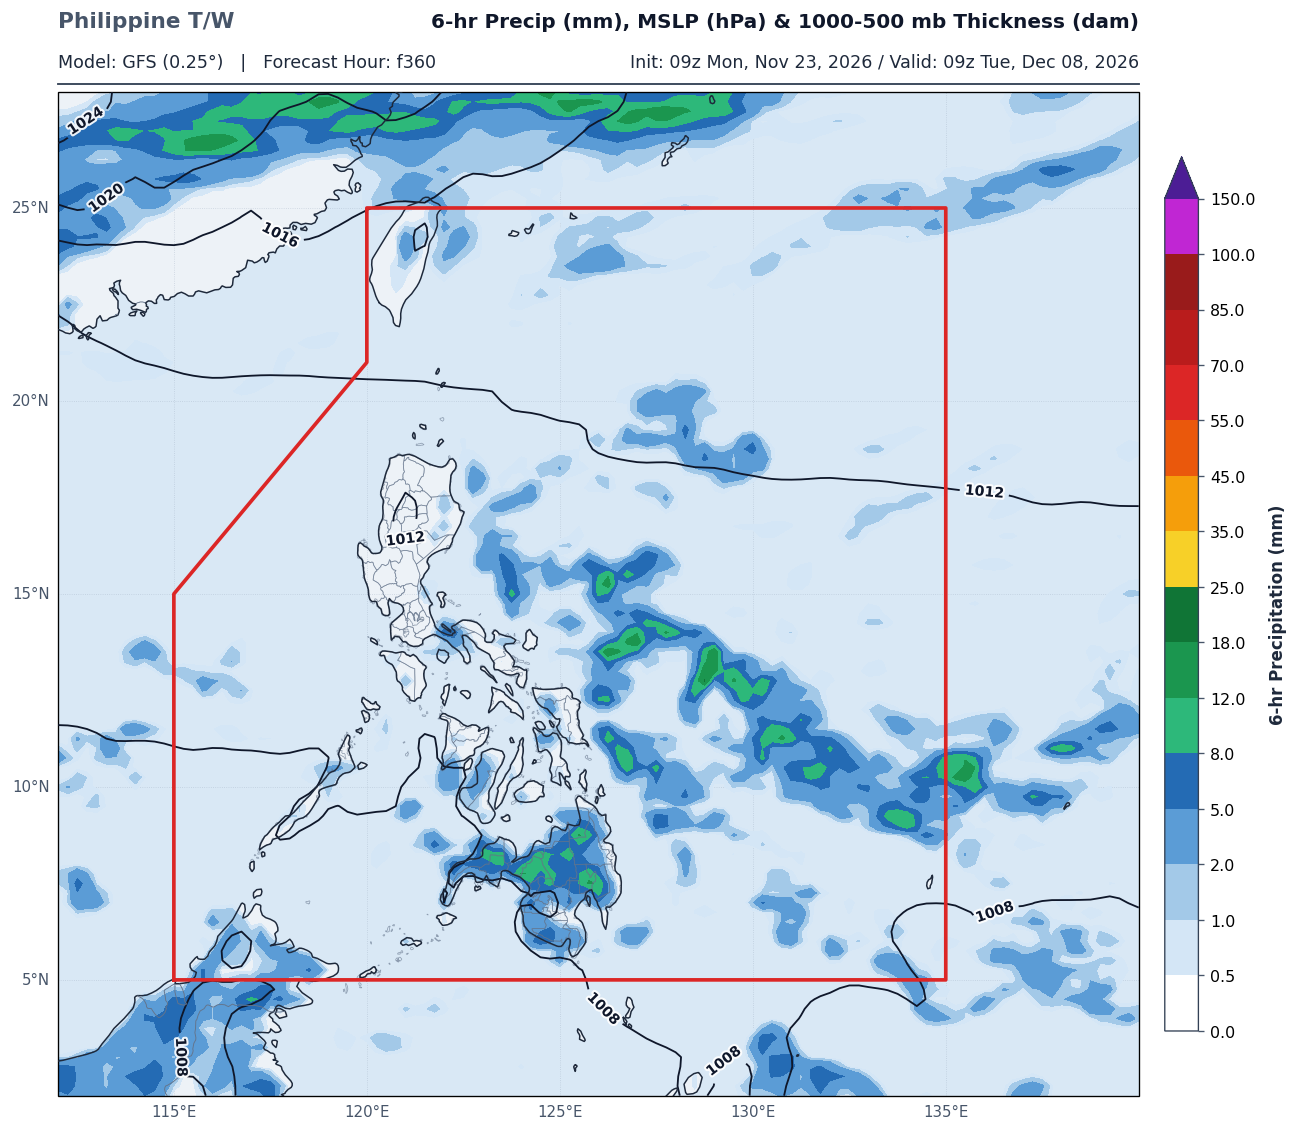 Philippine T/W
6-hr Precip (mm), MSLP (hPa) & 1000-500 mb Thickness (dam)
Model: GFS (0.25°) | Forecast Hour: f360
Init: 09z Mon, Nov 23, 2026 / Valid: 09z Tue, Dec 08, 2026
1024
1020
1016
1012
1012
1008
1008
1008
1008
25°N
20°N
15°N
10°N
5°N
115°E
120°E
125°E
130°E
135°E
150.0
100.0
85.0
70.0
55.0
45.0
35.0
25.0
18.0
12.0
8.0
5.0
2.0
1.0
0.5
0.0
6-hr Precipitation (mm)